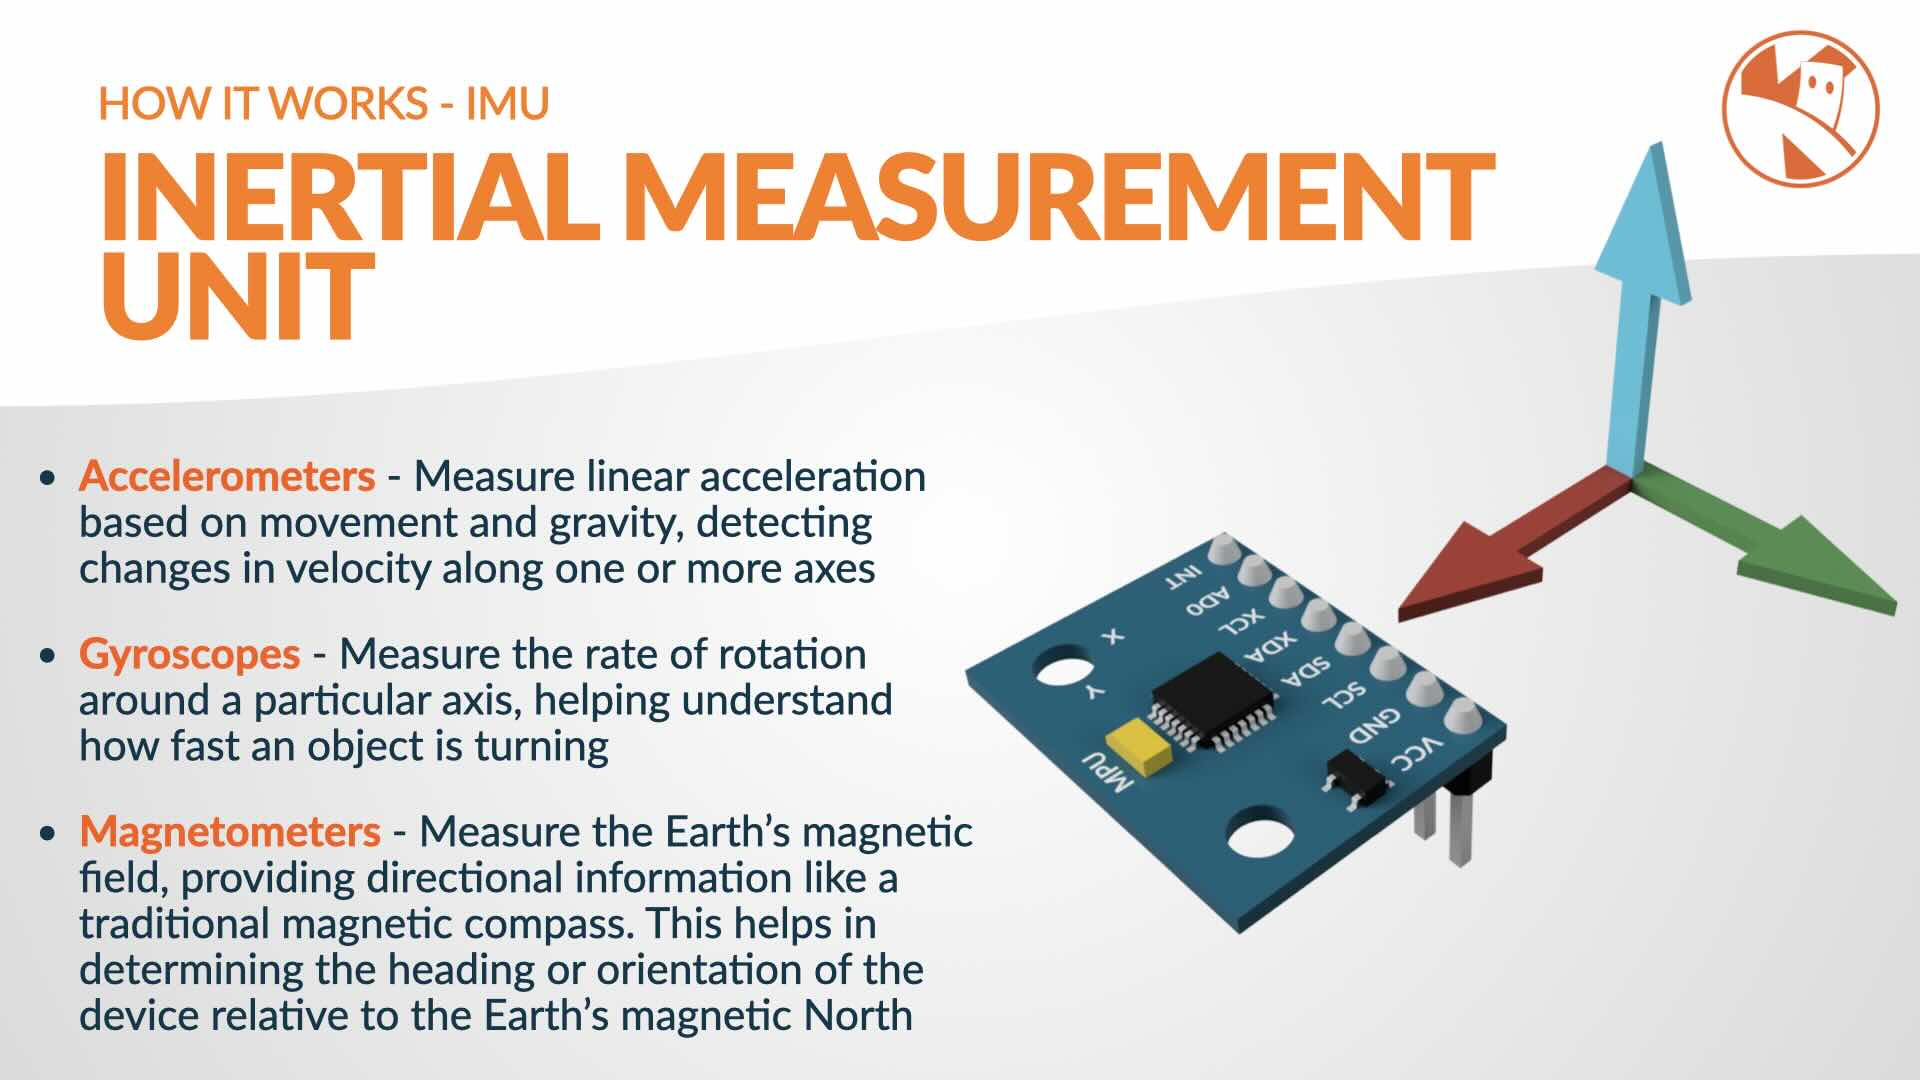 HOW IT WORKS - IMU
INERTIAL MEASUREMENT
UNIT
• Accelerometers - Measure linear acceleration
based on movement and gravity, detecting
changes in velocity along one or more axes
• Gyroscopes - Measure the rate of rotation
around a particular axis, helping understand
how fast an object is turning
• Magnetometers - Measure the Earth’s magnetic
field, providing directional information like a
traditional magnetic compass. This helps in
determining the heading or orientation of the
device relative to the Earth’s magnetic North
INT
AD0
XCL
XDA
SDA
SCL
GND
VCC
X
Y
MPU